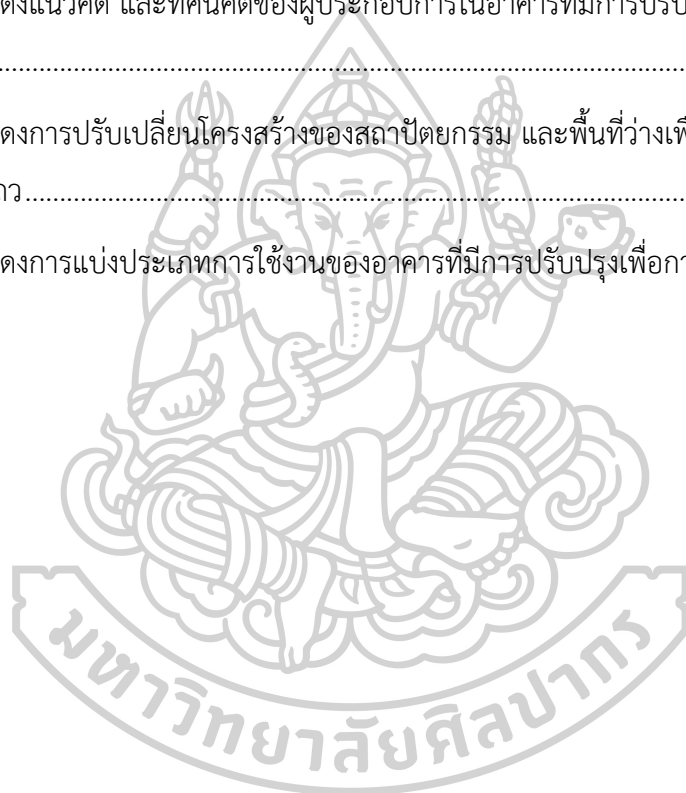 ดงแนวคิด และทัศนคติของผู้ประกอบการในอาคารที่มีการปรับป
....................................................................................................
ดงการปรับเปลี่ยนโครงสร้างของสถาปัตยกรรม และพื้นที่ว่างเพื
าว....................................................................................................
ดงการแบ่งประเภทการใช้งานของอาคารที่มีการปรับปรุงเพื่อกา
มหาวิทยาลัยศิลปากร